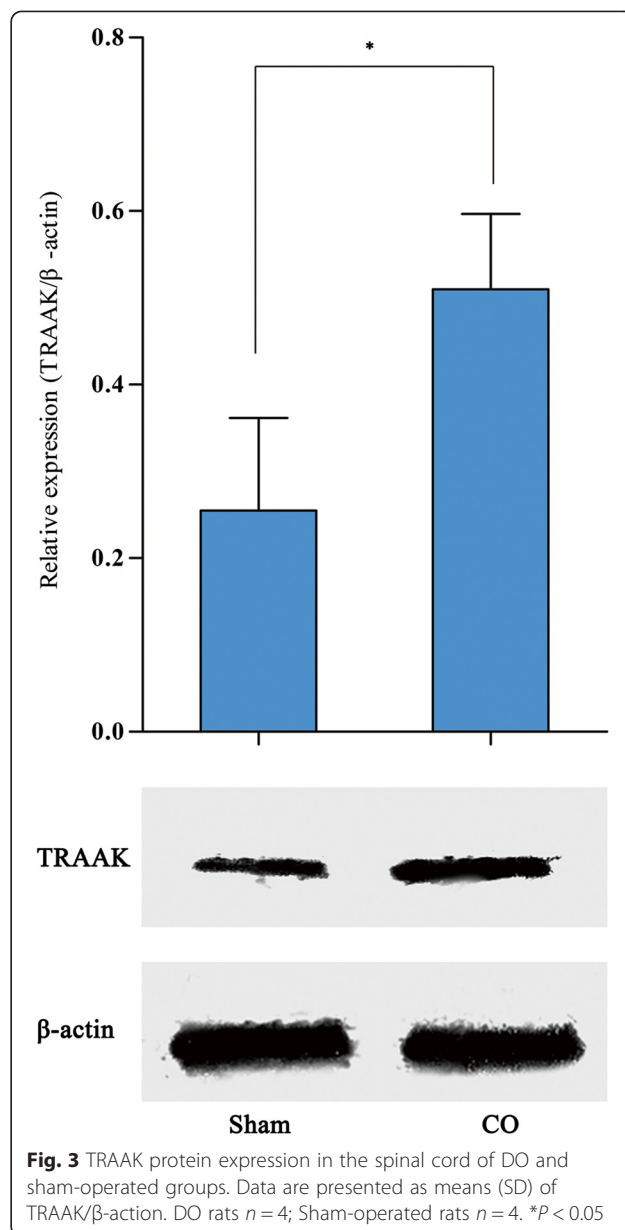 0.8
*
0.6
0.4
0.2
0.0
Relative expression (TRAAK/β -actin)
TRAAK
β-actin
Sham CO
Fig. 3 TRAAK protein expression in the spinal cord of DO and
sham-operated groups. Data are presented as means (SD) of
TRAAK/β-action. DO rats n = 4; Sham-operated rats n = 4. *P < 0.05